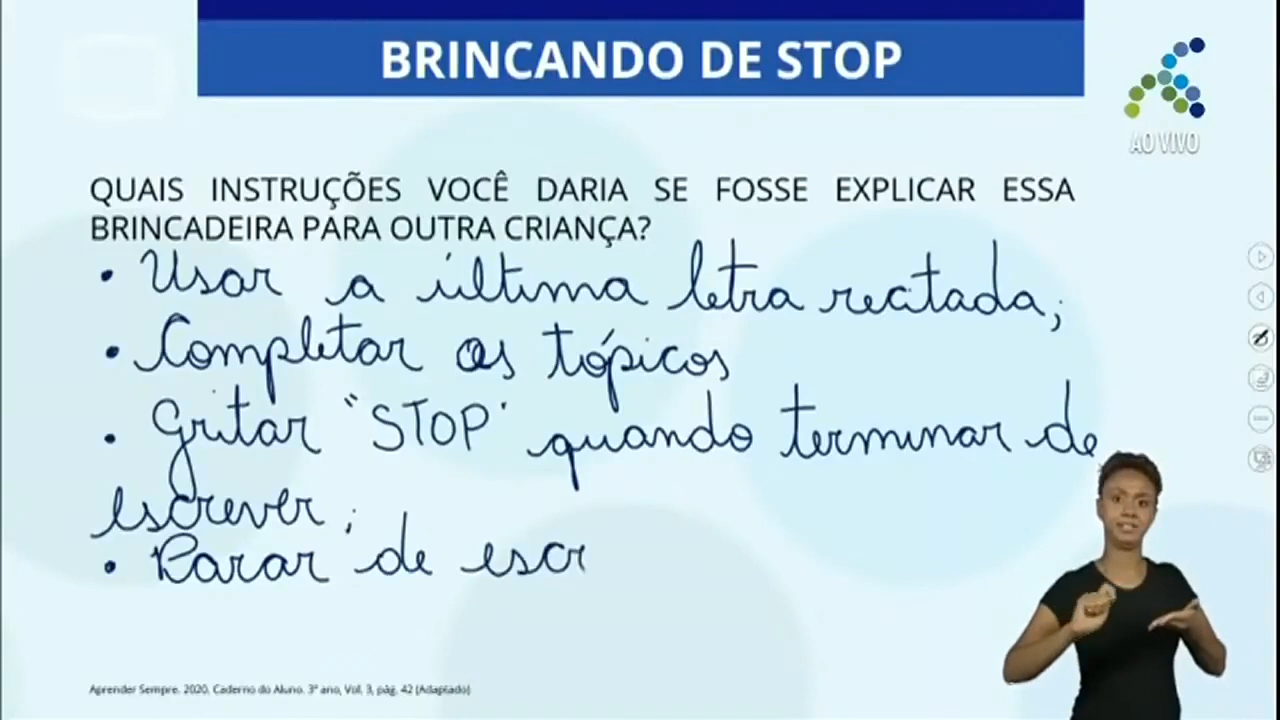 BRINCANDO DE STOP
AO VIVO
QUAIS INSTRUÇÕES VOCÊ DARIA SE FOSSE EXPLICAR ESSA
BRINCADEIRA PARA OUTRA CRIANÇA?
• Usar a última letra recitada;
• Completar os tópicos
• Gritar "STOP" quando terminar de
escrever;
• Parar de escr
Aprender Sempre. 2020. Caderno do Aluno. 3º ano, Vol. 3, pág. 42 (Adaptado)